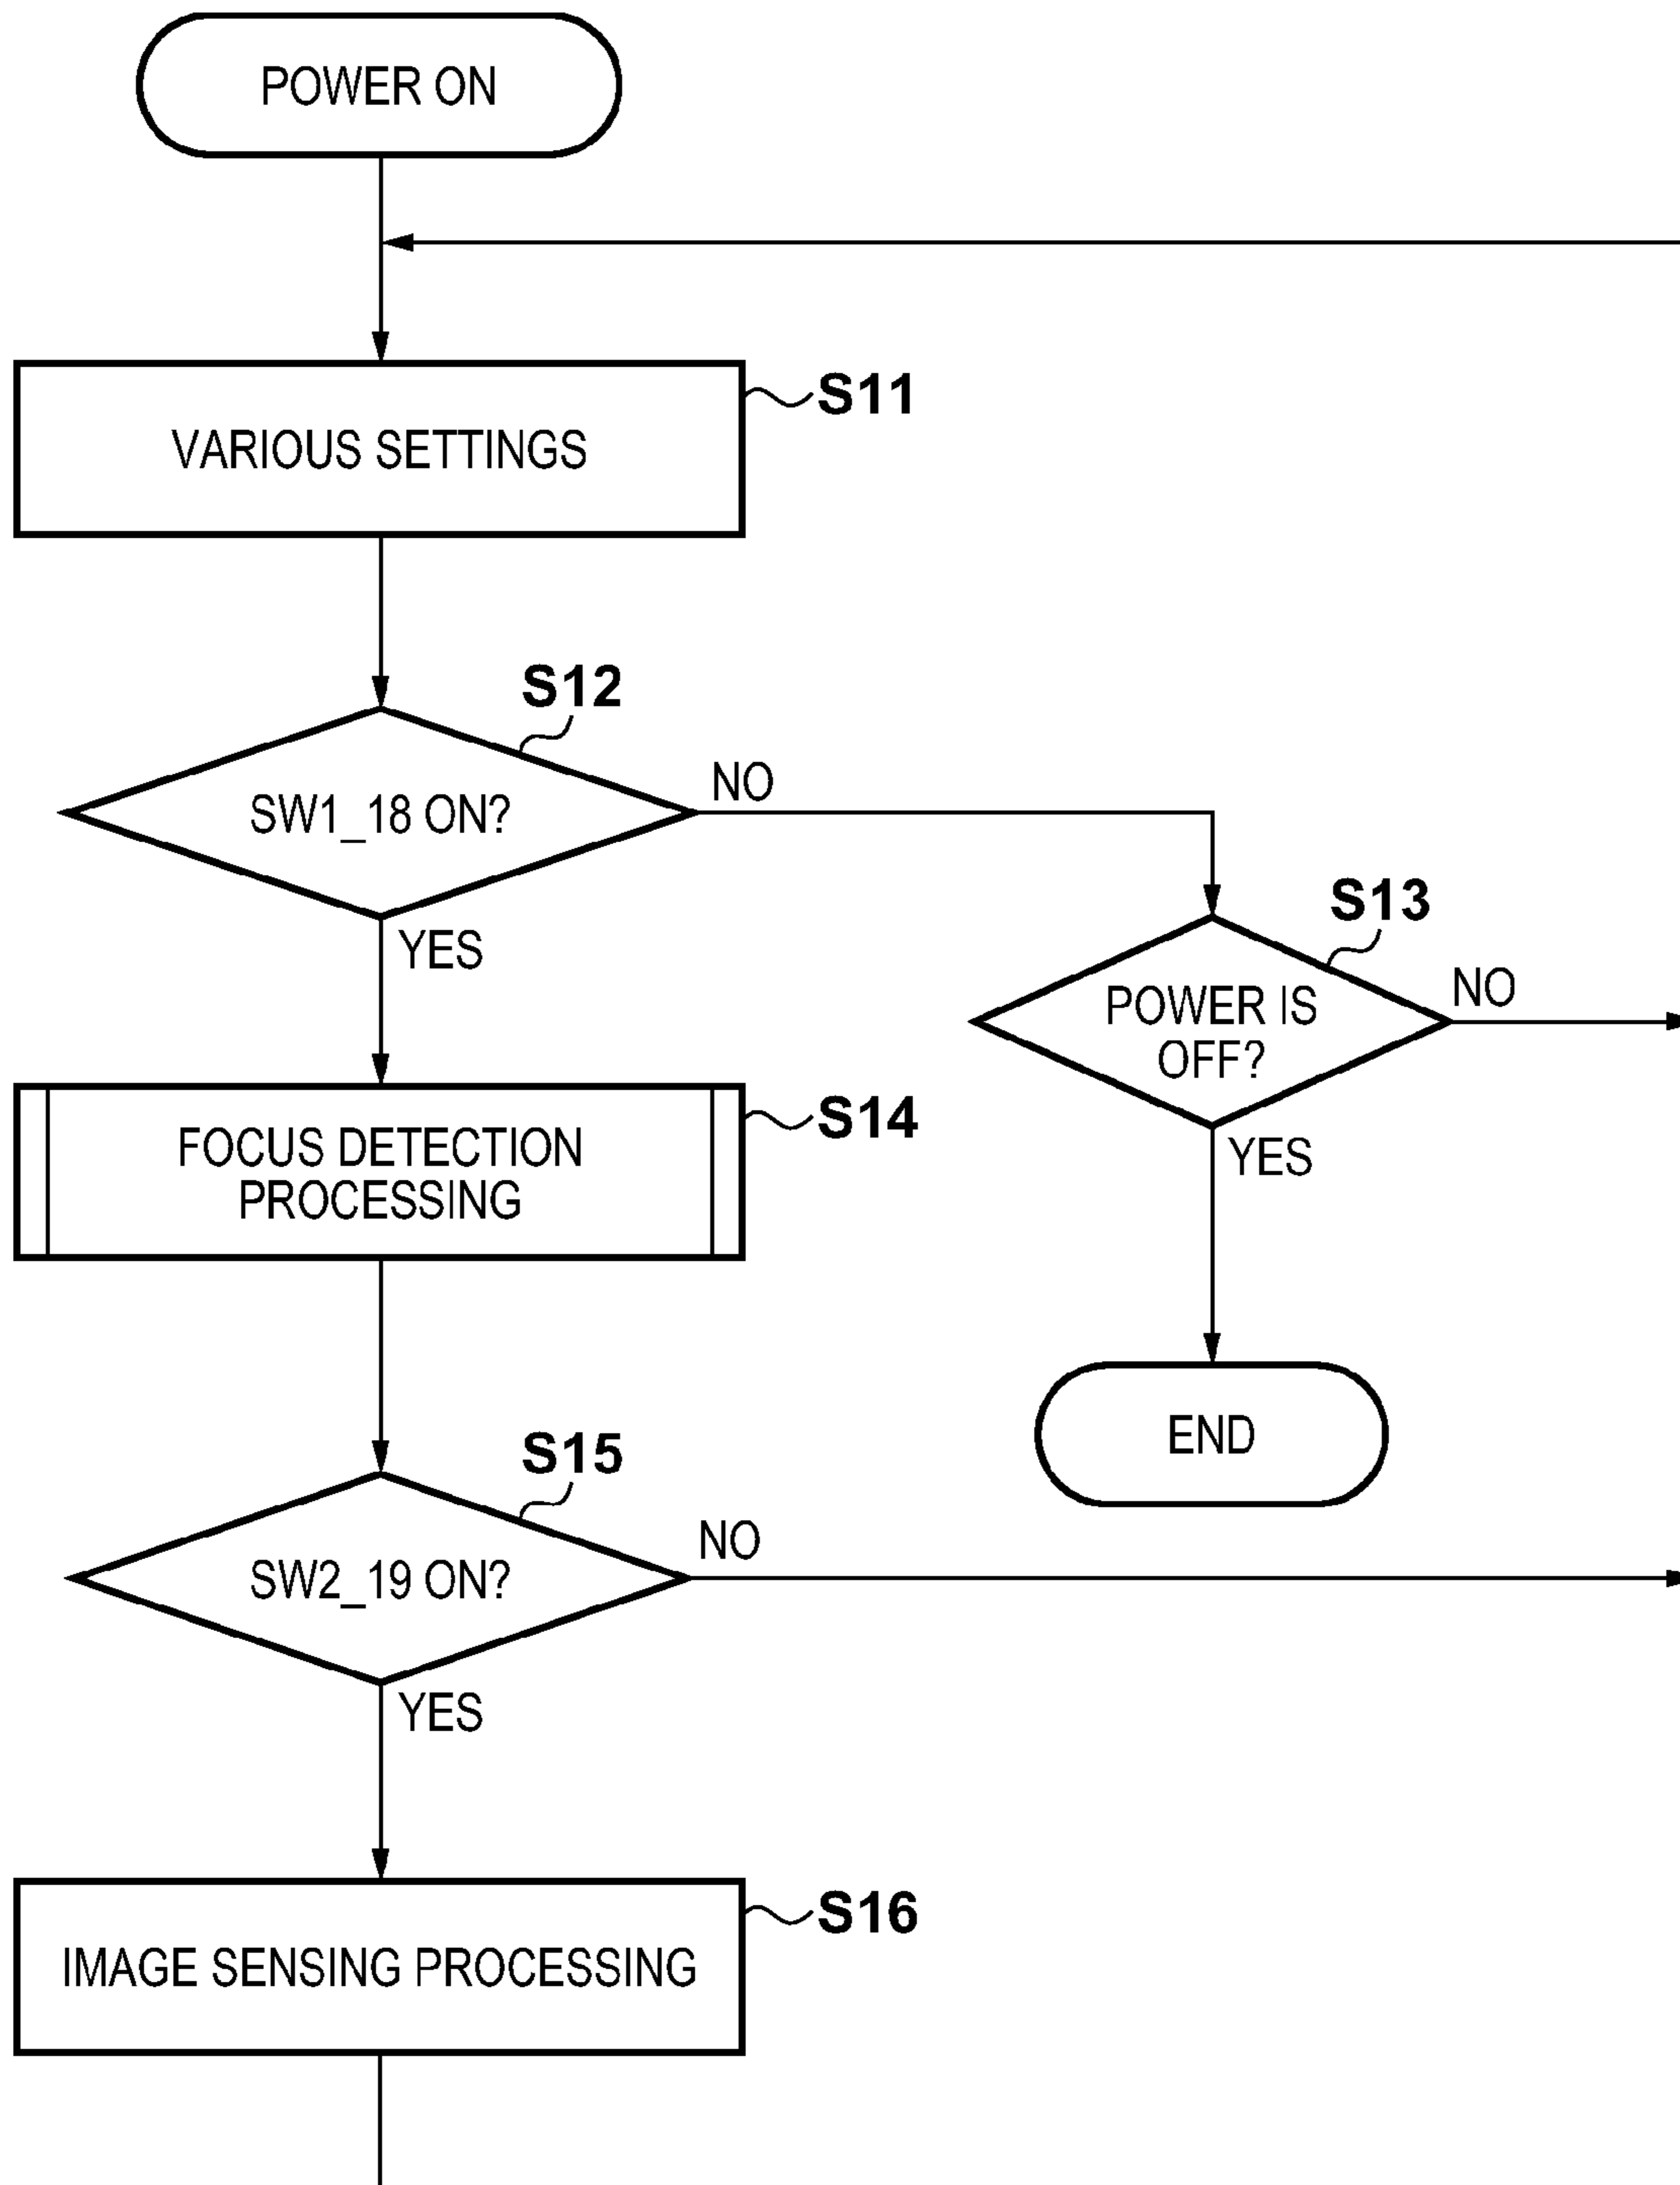 POWER ON
S11
VARIOUS SETTINGS
S12
SW1_18 ON?
NO
YES
S13
POWER IS
OFF?
NO
YES
S14
FOCUS DETECTION
PROCESSING
END
S15
SW2_19 ON?
NO
YES
S16
IMAGE SENSING PROCESSING